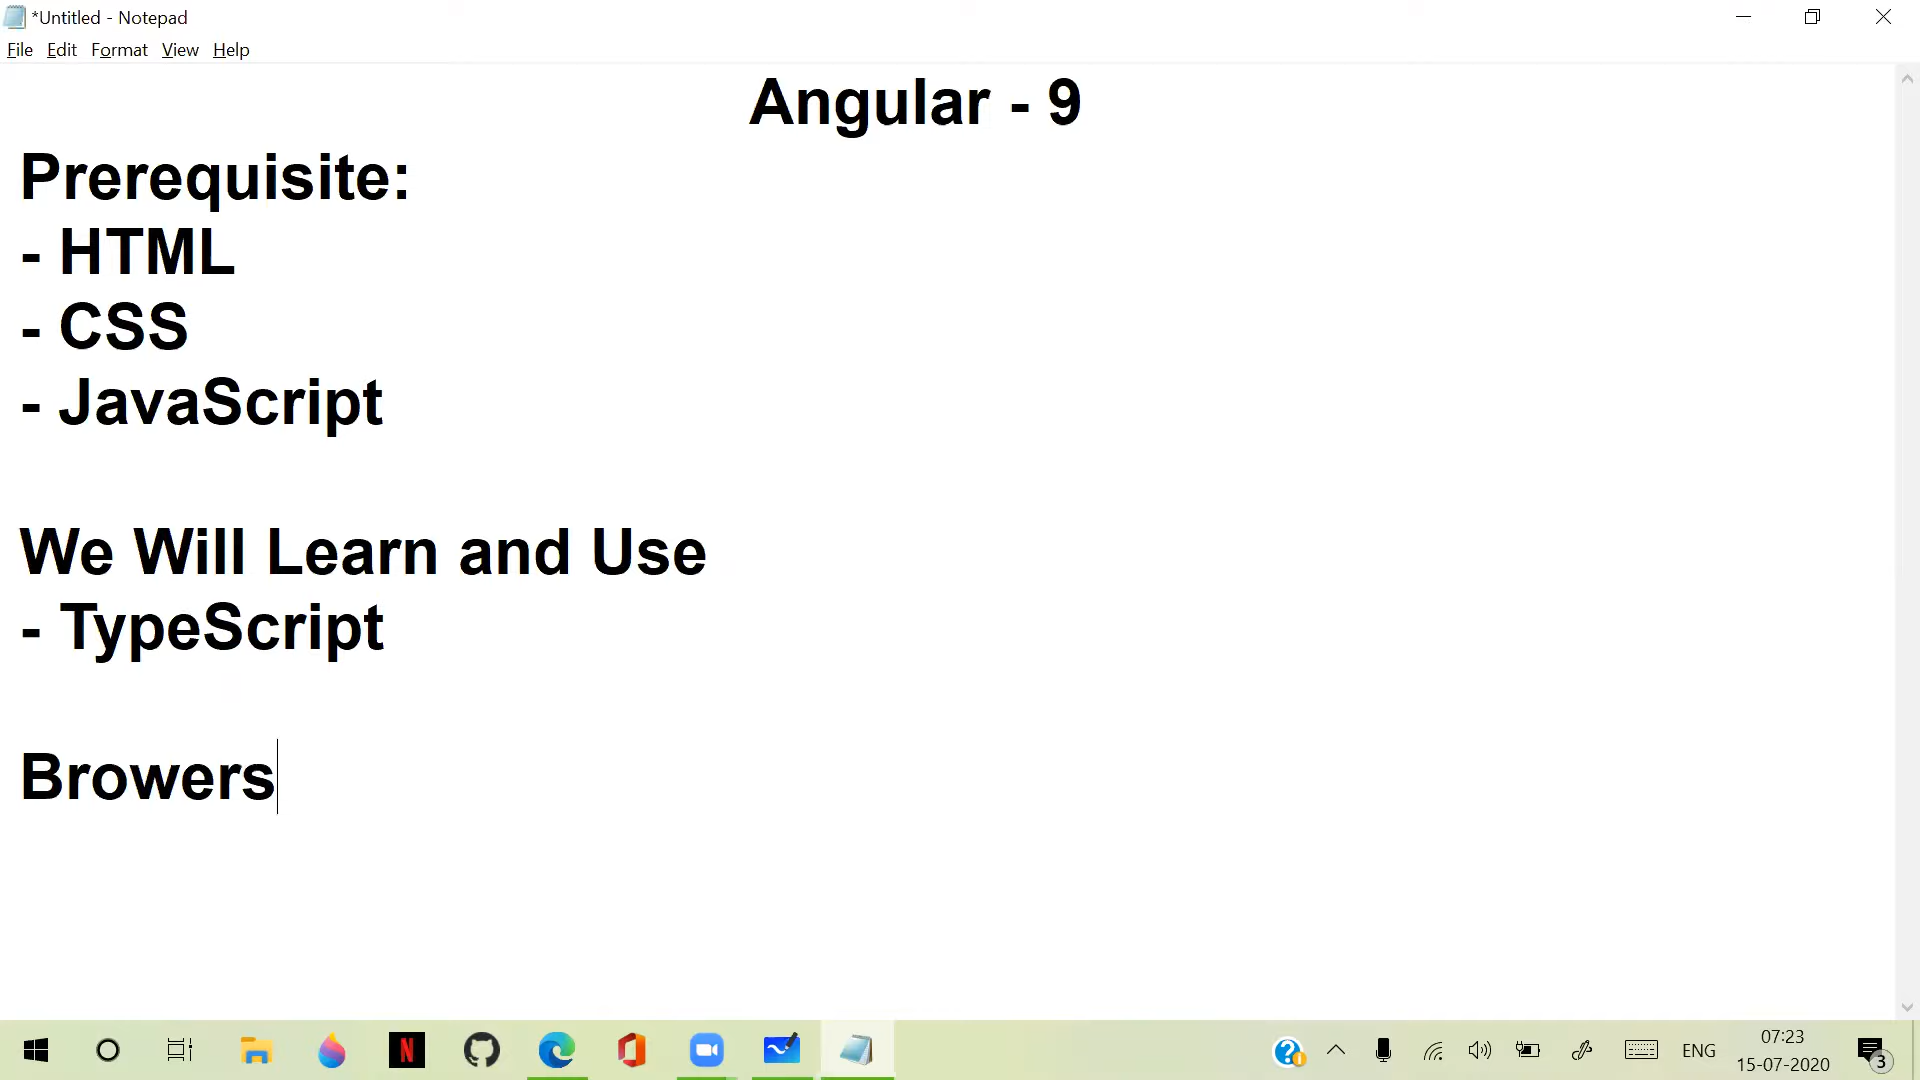 *Untitled - Notepad
File Edit Format View Help
Angular - 9
Prerequisite:
- HTML
- CSS
- JavaScript
We Will Learn and Use
- TypeScript
Browers
N
ENG
07:23
15-07-2020
3